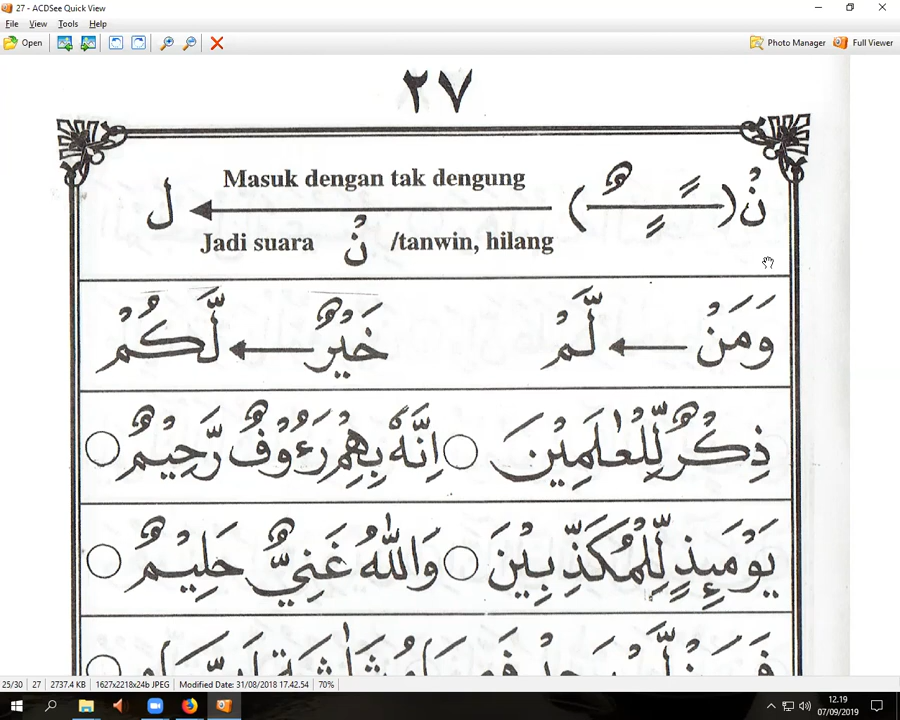 27 - ACDSee Quick View
File View Tools Help
Open Photo Manager Full Viewer
٢٧
نْ (ـًـٍـٌ) Masuk dengan tak dengung ل
Jadi suara نْ /tanwin, hilang
وَمَنْ لَّمْ خَيْرٌ لَّكُمْ
ذِكْرٌ لِّلْعٰلَمِيْنَ ○ اِنَّهٗ بِهِمْ رَءُوْفٌ رَّحِيْمٌ ○
يَوْمَئِذٍ لِّلْمُكَذِّبِيْنَ ○ وَاللّٰهُ غَنِيٌّ حَلِيْمٌ ○
25/30 27 2737.4 KB 1627x2218x24b JPEG Modified Date: 31/08/2018 17.42.54 70%
12.19
07/09/2019